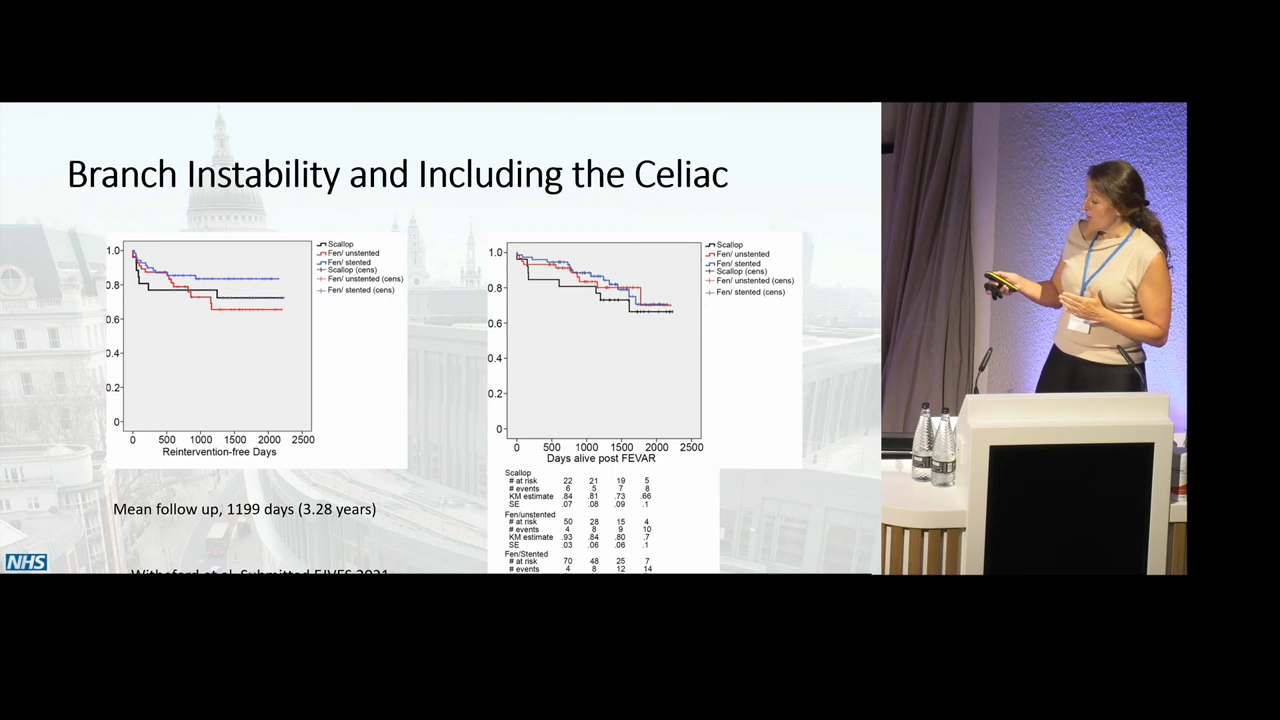 Branch Instability and Including the Celiac
1.0
0.8
0.6
0.4
0.2
0
0 500 1000 1500 2000 2500
Reintervention-free Days
Scallop
Fen/ unstented
Fen/ stented
Scallop (cens)
Fen/ unstented (cens)
Fen/ stented (cens)
1.0
0.8
0.6
0.4
0.2
0
0 500 1000 1500 2000 2500
Days alive post FEVAR
Scallop
Fen/ unstented
Fen/ stented
Scallop (cens)
Fen/ unstented (cens)
Fen/ stented (cens)
Scallop
# at risk 22 21 19 5
# events 6 5 7 8
KM estimate .84 .81 .73 .66
SE .07 .08 .09 .1
Fen/unstented
# at risk 50 28 15 4
# events 4 8 9 10
KM estimate .93 .84 .80 .7
SE .03 .06 .06 .1
Fen/Stented
# at risk 70 48 25 7
# events 4 8 12 14
Mean follow up, 1199 days (3.28 years)
NHS